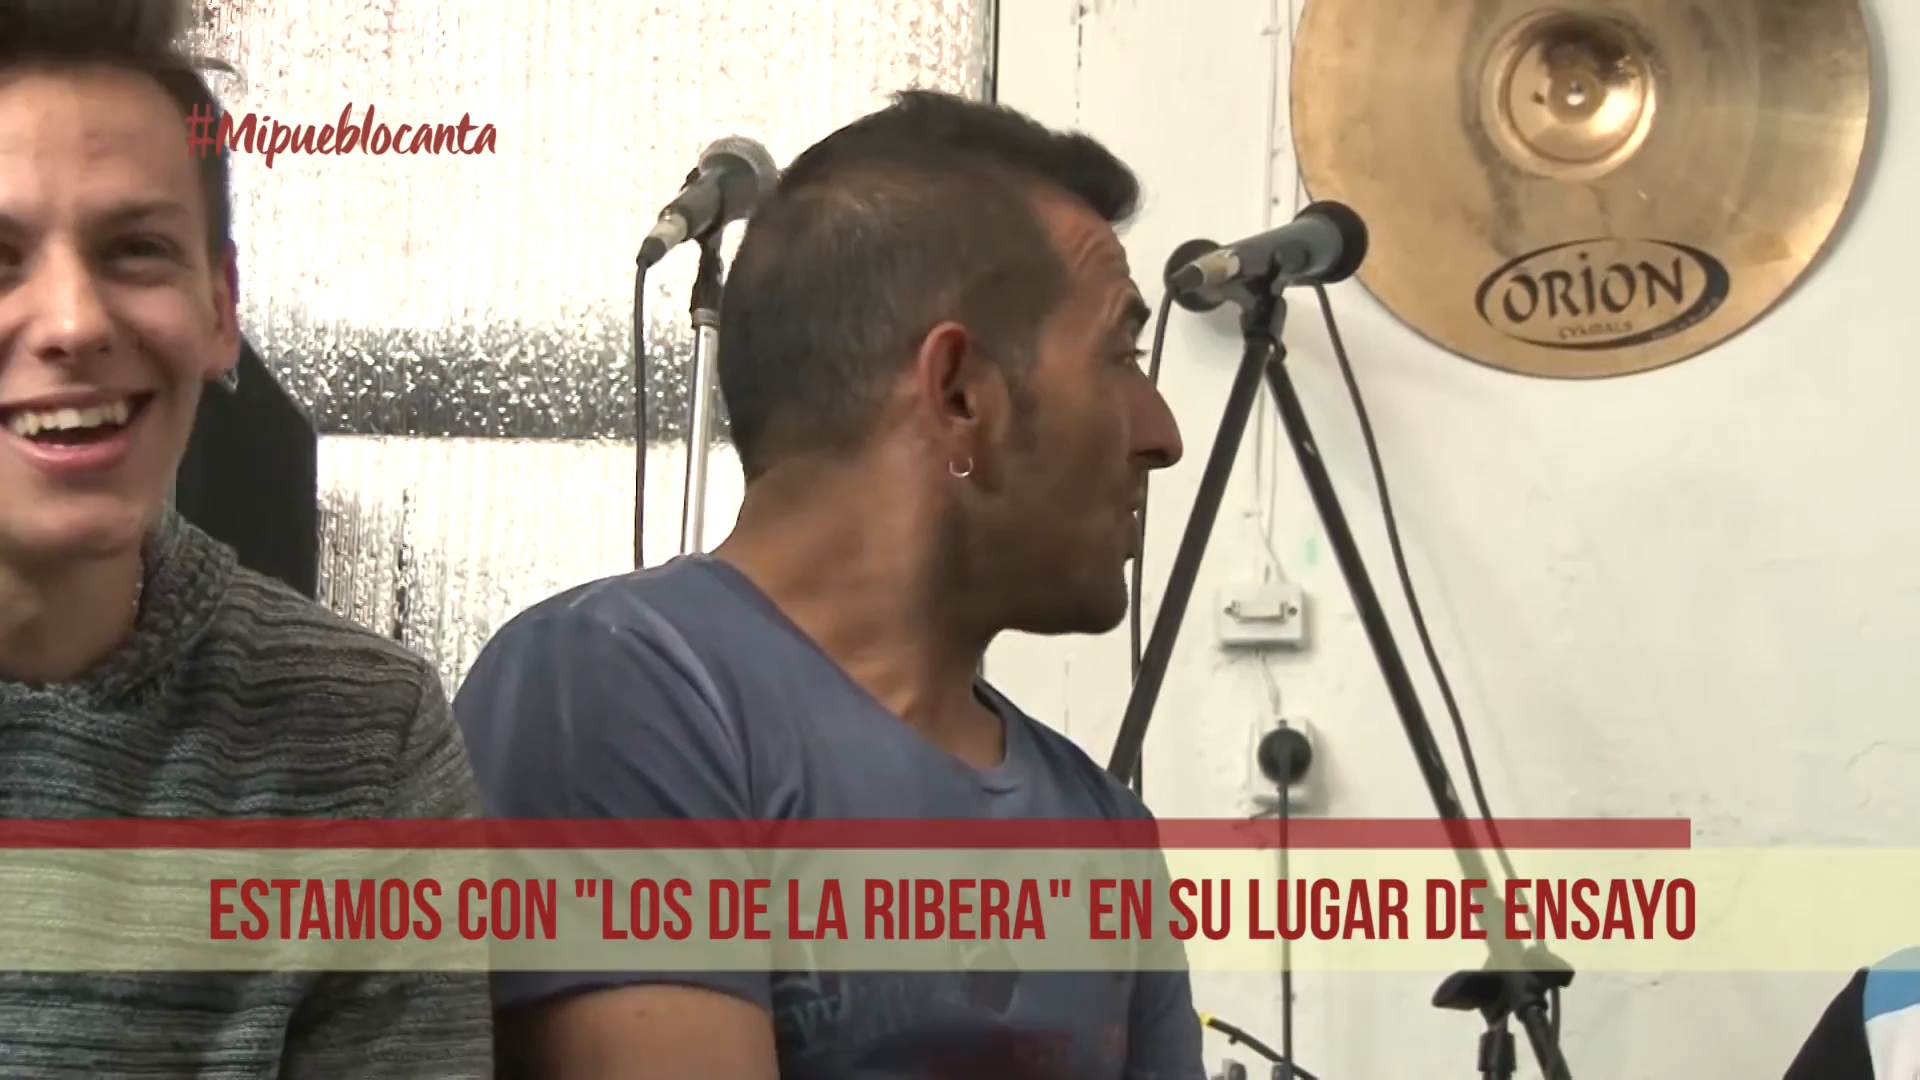 #Mipueblocanta
ORION
CYMBALS
ESTAMOS CON "LOS DE LA RIBERA" EN SU LUGAR DE ENSAYO